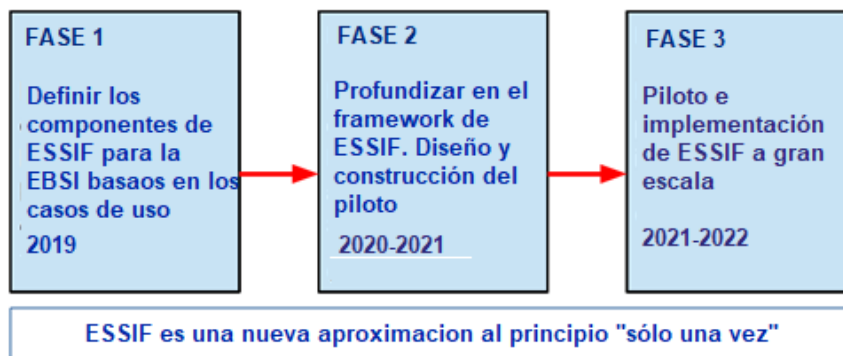 FASE 1
Definir los
componentes de
ESSIF para la
EBSI basaos en los
casos de uso
2019
FASE 2
Profundizar en el
framework de
ESSIF. Diseño y
construcción del
piloto
2020-2021
FASE 3
Piloto e
implementación
de ESSIF a gran
escala
2021-2022
ESSIF es una nueva aproximacion al principio "sólo una vez"